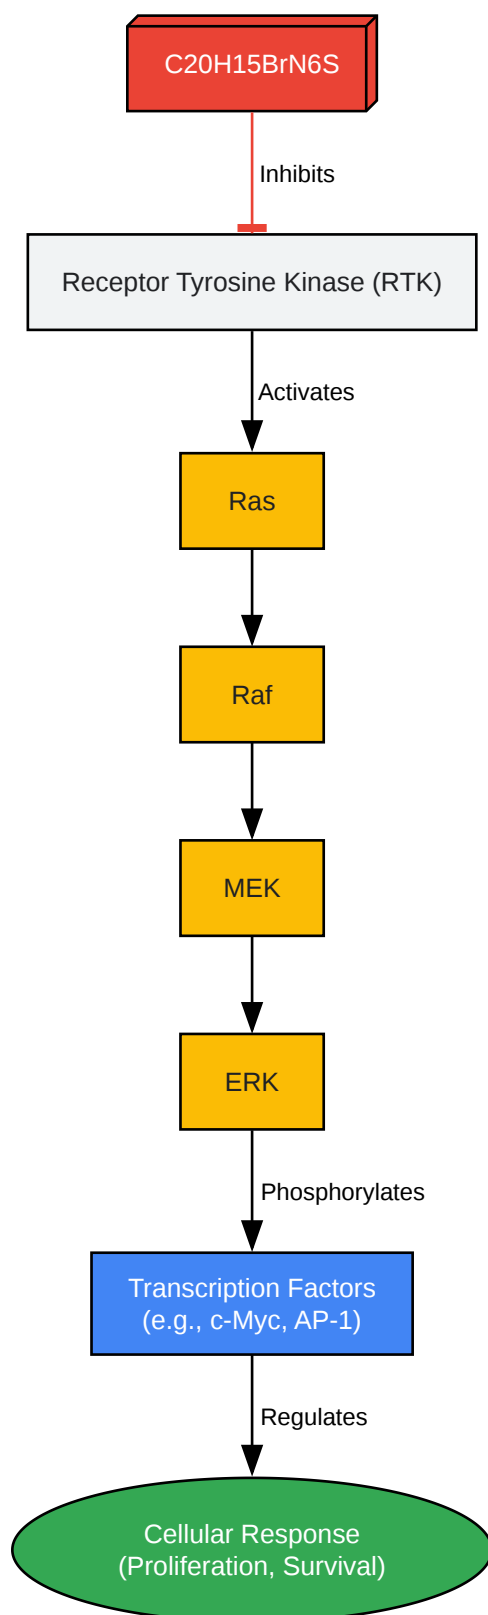 C20H15BrN6S
Inhibits
Receptor Tyrosine Kinase (RTK)
Activates
Ras
Raf
MEK
ERK
Phosphorylates
Transcription Factors
(e.g., c-Myc, AP-1)
Regulates
Cellular Response
(Proliferation, Survival)